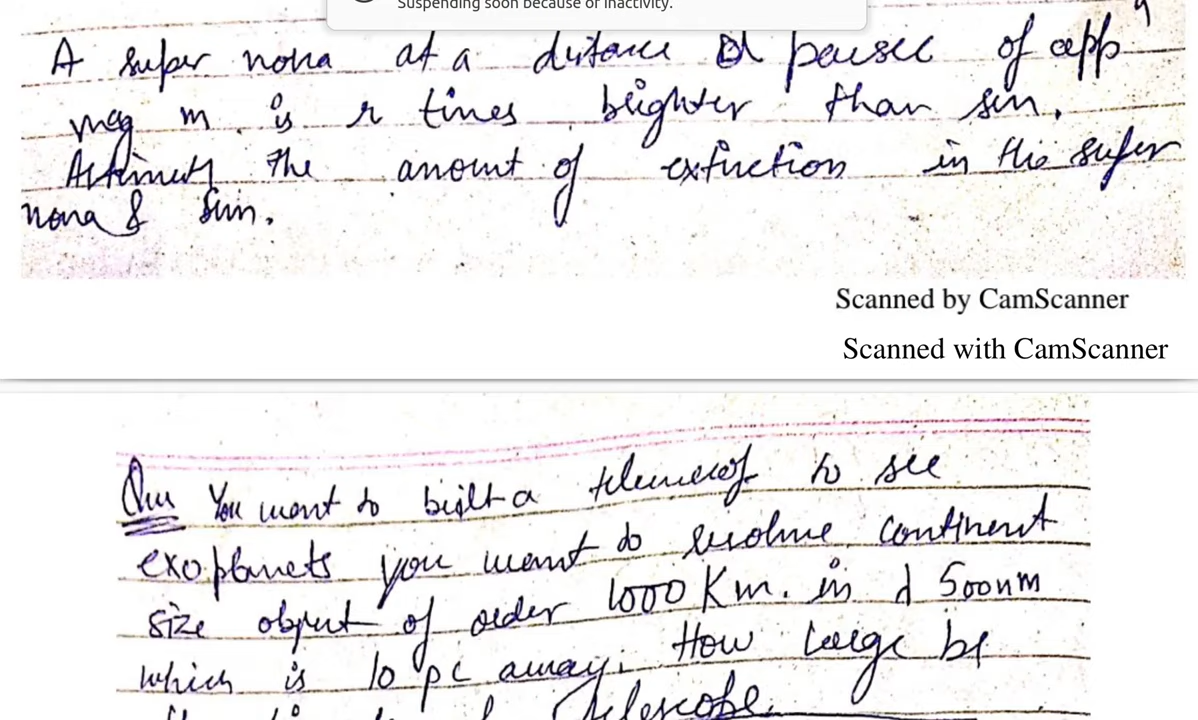 Suspending soon because of inactivity.
A super nova at a distance d parsec of app
mag m. is r times brighter than sun.
the amount of extinction in the super
nova & Sun.
Scanned by CamScanner
Scanned with CamScanner
Que You want to built a telescop to see
exoplanets you want to resolve continent
size object of order 1000 Km. in d 500nm
which is 10 pc away. How large be
Telescope.